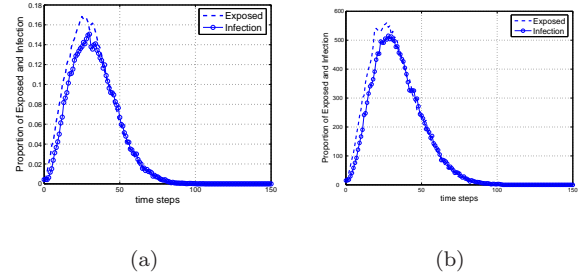 0.18
0.16
0.14
0.12
0.1
0.08
0.06
0.04
0.02
0
Proportion of Exposed and Infection
Exposed
Infection
0 50 100 150
time steps
(a)
600
500
400
300
200
100
0
Proportion of Exposed and Infection
Exposed
Infection
0 50 100 150
time steps
(b)